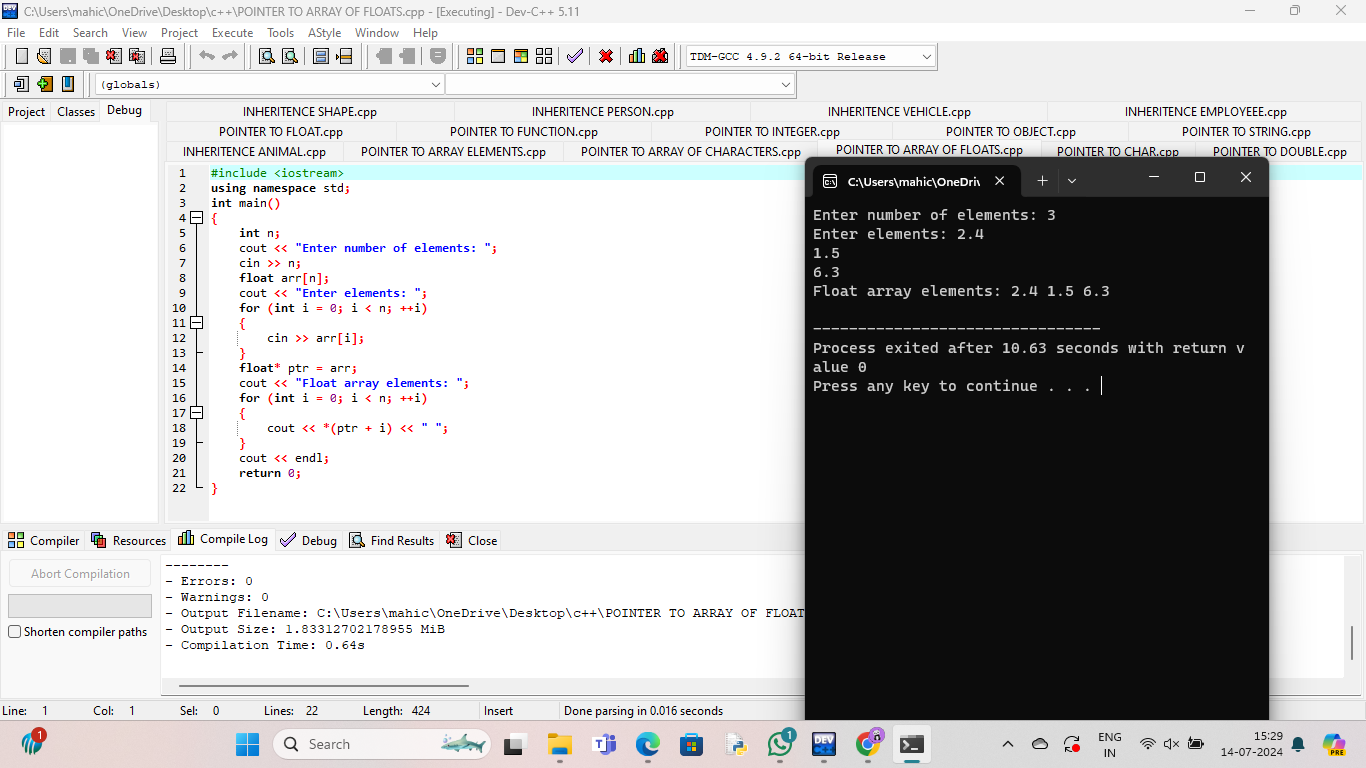 C:\Users\mahic\OneDrive\Desktop\c++\POINTER TO ARRAY OF FLOATS.cpp - [Executing] - Dev-C++ 5.11
File Edit Search View Project Execute Tools AStyle Window Help
TDM-GCC 4.9.2 64-bit Release
(globals)
Project Classes Debug
INHERITENCE SHAPE.cpp INHERITENCE PERSON.cpp INHERITENCE VEHICLE.cpp INHERITENCE EMPLOYEEE.cpp
POINTER TO FLOAT.cpp POINTER TO FUNCTION.cpp POINTER TO INTEGER.cpp POINTER TO OBJECT.cpp POINTER TO STRING.cpp
INHERITENCE ANIMAL.cpp POINTER TO ARRAY ELEMENTS.cpp POINTER TO ARRAY OF CHARACTERS.cpp POINTER TO ARRAY OF FLOATS.cpp POINTER TO CHAR.cpp POINTER TO DOUBLE.cpp
1 #include <iostream>
2 using namespace std;
3 int main()
4 {
5 int n;
6 cout << "Enter number of elements: ";
7 cin >> n;
8 float arr[n];
9 cout << "Enter elements: ";
10 for (int i = 0; i < n; ++i)
11 {
12 cin >> arr[i];
13 }
14 float* ptr = arr;
15 cout << "Float array elements: ";
16 for (int i = 0; i < n; ++i)
17 {
18 cout << *(ptr + i) << " ";
19 }
20 cout << endl;
21 return 0;
22 }
C:\Users\mahic\OneDri
Enter number of elements: 3
Enter elements: 2.4
1.5
6.3
Float array elements: 2.4 1.5 6.3
--------------------------------
Process exited after 10.63 seconds with return v
alue 0
Press any key to continue . . .
Compiler Resources Compile Log Debug Find Results Close
Abort Compilation
Shorten compiler paths
--------
- Errors: 0
- Warnings: 0
- Output Filename: C:\Users\mahic\OneDrive\Desktop\c++\POINTER TO ARRAY OF FLOAT
- Output Size: 1.83312702178955 MiB
- Compilation Time: 0.64s
Line: 1 Col: 1 Sel: 0 Lines: 22 Length: 424 Insert Done parsing in 0.016 seconds
1
Search
1
DEV
ENG
IN
15:29
14-07-2024
PRE